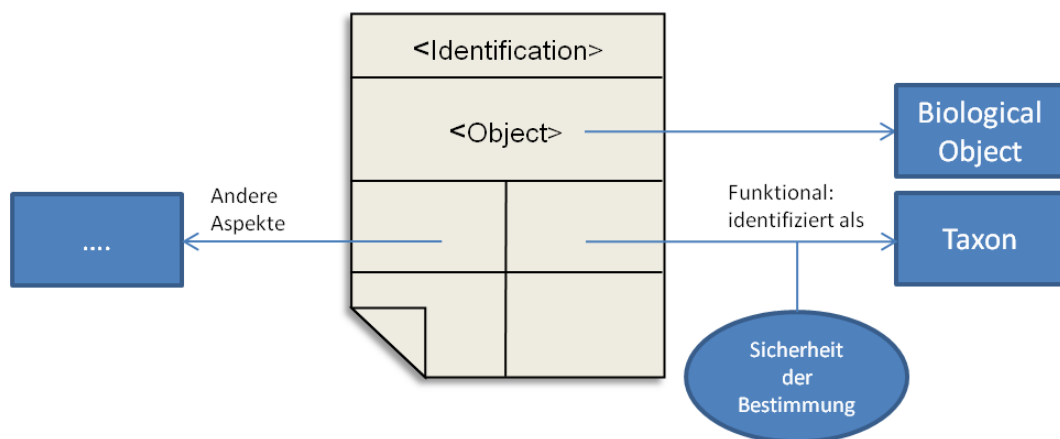 <Identification>
<Object>
Biological
Object
Andere
Aspekte
....
Funktional:
identifiziert als
Taxon
Sicherheit
der
Bestimmung